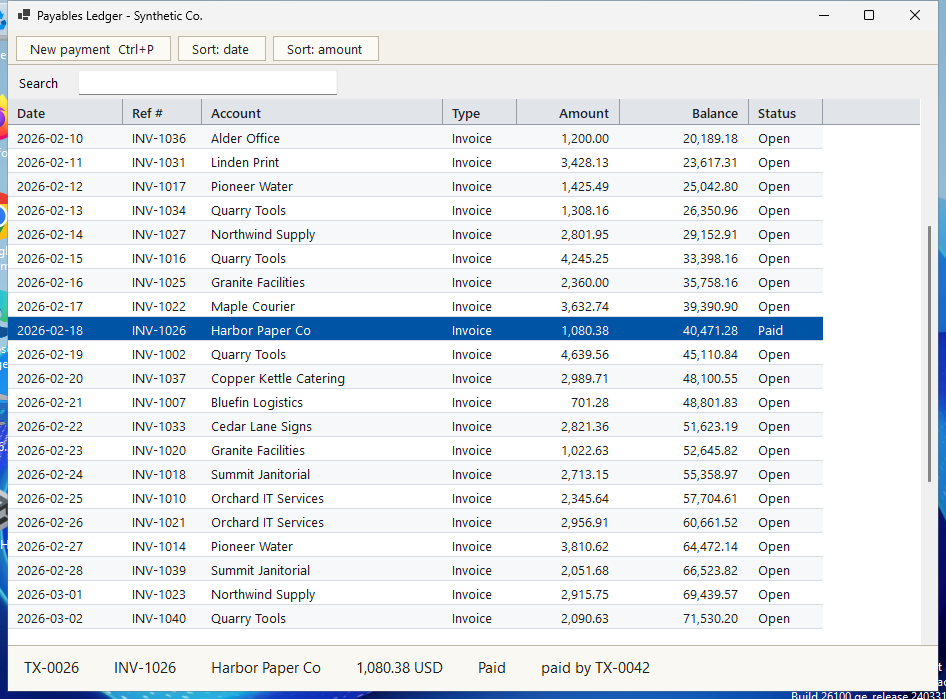 Payables Ledger - Synthetic Co.
New payment Ctrl+P Sort: date Sort: amount
Search
Date Ref # Account Type Amount Balance Status
2026-02-10 INV-1036 Alder Office Invoice 1,200.00 20,189.18 Open
2026-02-11 INV-1031 Linden Print Invoice 3,428.13 23,617.31 Open
2026-02-12 INV-1017 Pioneer Water Invoice 1,425.49 25,042.80 Open
2026-02-13 INV-1034 Quarry Tools Invoice 1,308.16 26,350.96 Open
2026-02-14 INV-1027 Northwind Supply Invoice 2,801.95 29,152.91 Open
2026-02-15 INV-1016 Quarry Tools Invoice 4,245.25 33,398.16 Open
2026-02-16 INV-1025 Granite Facilities Invoice 2,360.00 35,758.16 Open
2026-02-17 INV-1022 Maple Courier Invoice 3,632.74 39,390.90 Open
2026-02-18 INV-1026 Harbor Paper Co Invoice 1,080.38 40,471.28 Paid
2026-02-19 INV-1002 Quarry Tools Invoice 4,639.56 45,110.84 Open
2026-02-20 INV-1037 Copper Kettle Catering Invoice 2,989.71 48,100.55 Open
2026-02-21 INV-1007 Bluefin Logistics Invoice 701.28 48,801.83 Open
2026-02-22 INV-1033 Cedar Lane Signs Invoice 2,821.36 51,623.19 Open
2026-02-23 INV-1020 Granite Facilities Invoice 1,022.63 52,645.82 Open
2026-02-24 INV-1018 Summit Janitorial Invoice 2,713.15 55,358.97 Open
2026-02-25 INV-1010 Orchard IT Services Invoice 2,345.64 57,704.61 Open
2026-02-26 INV-1021 Orchard IT Services Invoice 2,956.91 60,661.52 Open
2026-02-27 INV-1014 Pioneer Water Invoice 3,810.62 64,472.14 Open
2026-02-28 INV-1039 Summit Janitorial Invoice 2,051.68 66,523.82 Open
2026-03-01 INV-1023 Northwind Supply Invoice 2,915.75 69,439.57 Open
2026-03-02 INV-1040 Quarry Tools Invoice 2,090.63 71,530.20 Open
TX-0026 INV-1026 Harbor Paper Co 1,080.38 USD Paid paid by TX-0042